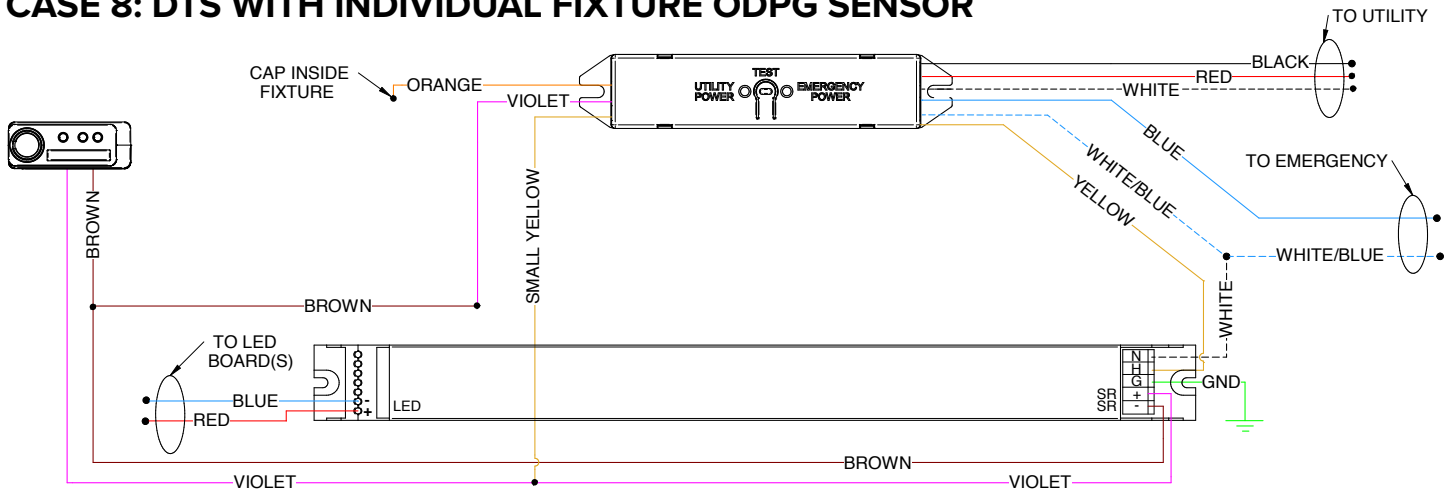 CASE 8: DTS WITH INDIVIDUAL FIXTURE ODPG SENSOR
TO UTILITY
CAP INSIDE
FIXTURE
ORANGE
VIOLET
TEST
UTILITY
POWER
EMERGENCY
POWER
BLACK
RED
WHITE
BLUE
WHITE/BLUE
YELLOW
TO EMERGENCY
WHITE/BLUE
WHITE
BROWN
SMALL YELLOW
BROWN
TO LED
BOARD(S)
BLUE
RED
-
+
LED
N
H
G
SR +
SR -
GND
BROWN
VIOLET
VIOLET